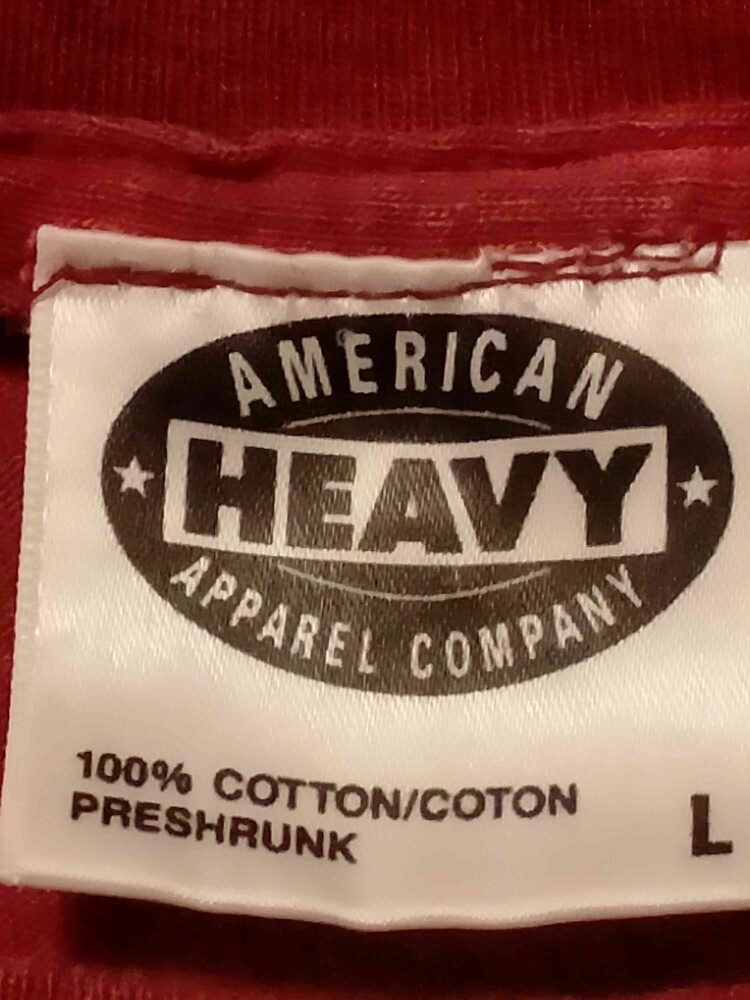 AMERICAN
HEAVY
APPAREL COMPANY
100% COTTON/COTON
PRESHRUNK
L